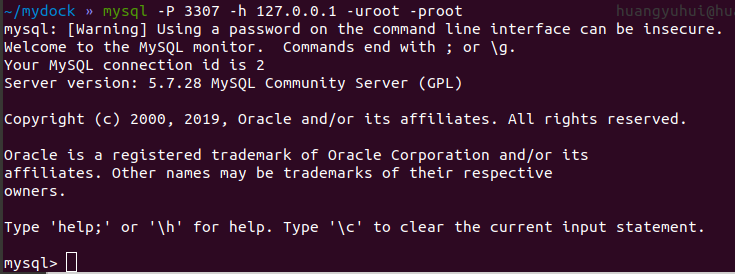 ~/mydock » mysql -P 3307 -h 127.0.0.1 -uroot -proot huangyuhui@hu
mysql: [Warning] Using a password on the command line interface can be insecure.
Welcome to the MySQL monitor.  Commands end with ; or \g.
Your MySQL connection id is 2
Server version: 5.7.28 MySQL Community Server (GPL)
Copyright (c) 2000, 2019, Oracle and/or its affiliates. All rights reserved.
Oracle is a registered trademark of Oracle Corporation and/or its
affiliates. Other names may be trademarks of their respective
owners.
Type 'help;' or '\h' for help. Type '\c' to clear the current input statement.
mysql>